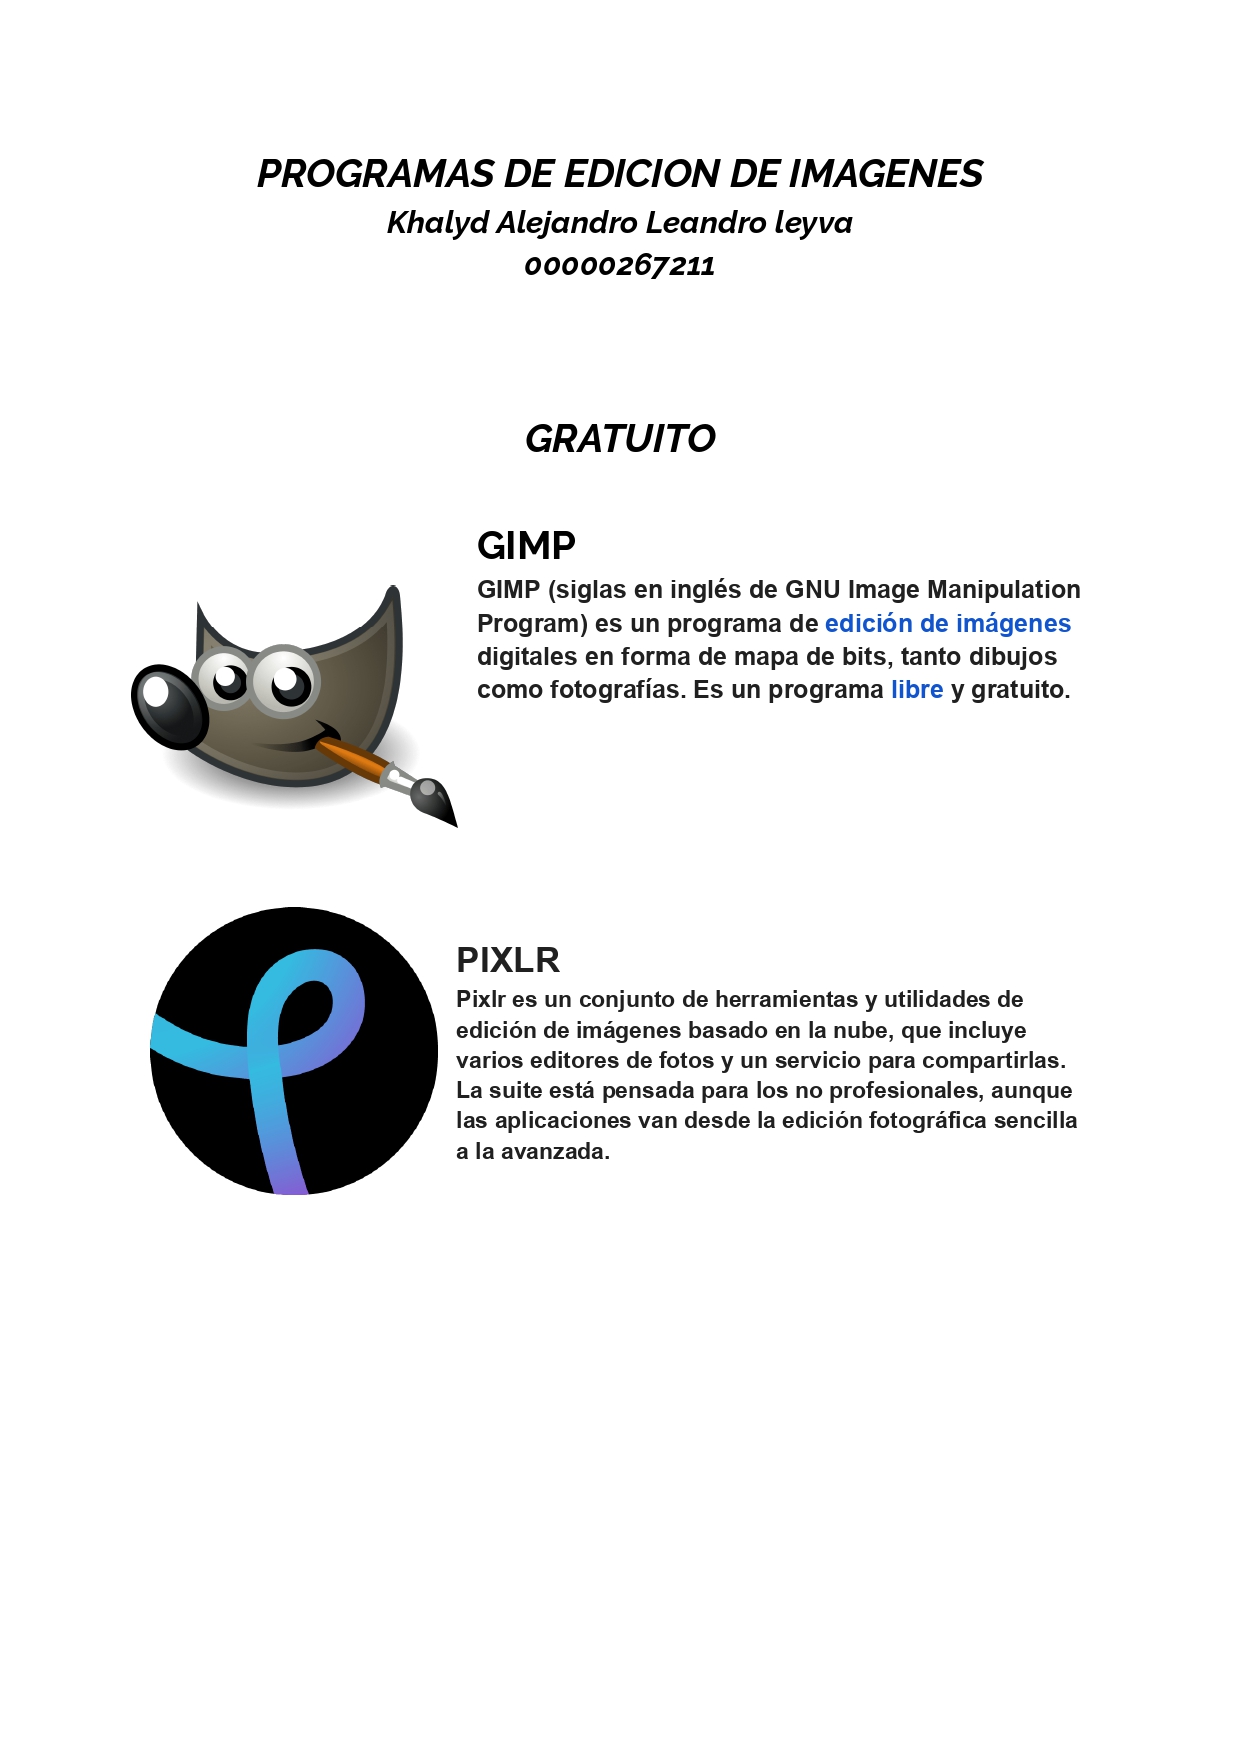 PROGRAMAS DE EDICION DE IMAGENES
Khalyd Alejandro Leandro leyva
00000267211
GRATUITO
GIMP
GIMP (siglas en inglés de GNU Image Manipulation
Program) es un programa de edición de imágenes
digitales en forma de mapa de bits, tanto dibujos
como fotografías. Es un programa libre y gratuito.
PIXLR
Pixlr es un conjunto de herramientas y utilidades de
edición de imágenes basado en la nube, que incluye
varios editores de fotos y un servicio para compartirlas.
La suite está pensada para los no profesionales, aunque
las aplicaciones van desde la edición fotográfica sencilla
a la avanzada.